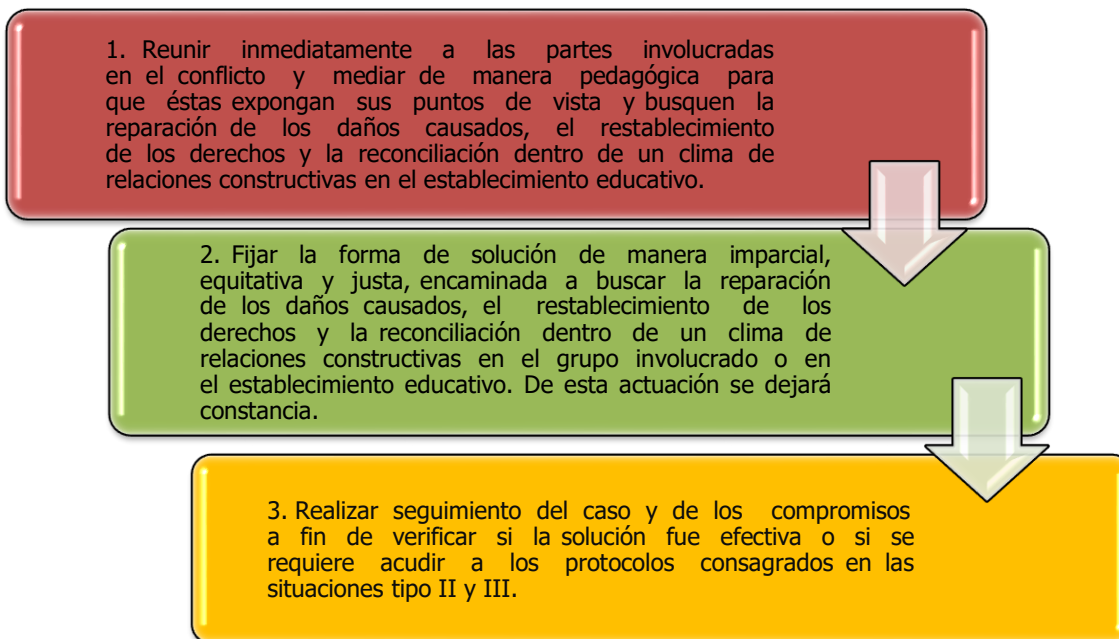 1. Reunir inmediatamente a las partes involucradas
en el conflicto y mediar de manera pedagógica para
que éstas expongan sus puntos de vista y busquen la
reparación de los daños causados, el restablecimiento
de los derechos y la reconciliación dentro de un clima de
relaciones constructivas en el establecimiento educativo.
2. Fijar la forma de solución de manera imparcial,
equitativa y justa, encaminada a buscar la reparación
de los daños causados, el restablecimiento de los
derechos y la reconciliación dentro de un clima de
relaciones constructivas en el grupo involucrado o en
el establecimiento educativo. De esta actuación se dejará
constancia.
3. Realizar seguimiento del caso y de los compromisos
a fin de verificar si la solución fue efectiva o si se
requiere acudir a los protocolos consagrados en las
situaciones tipo II y III.